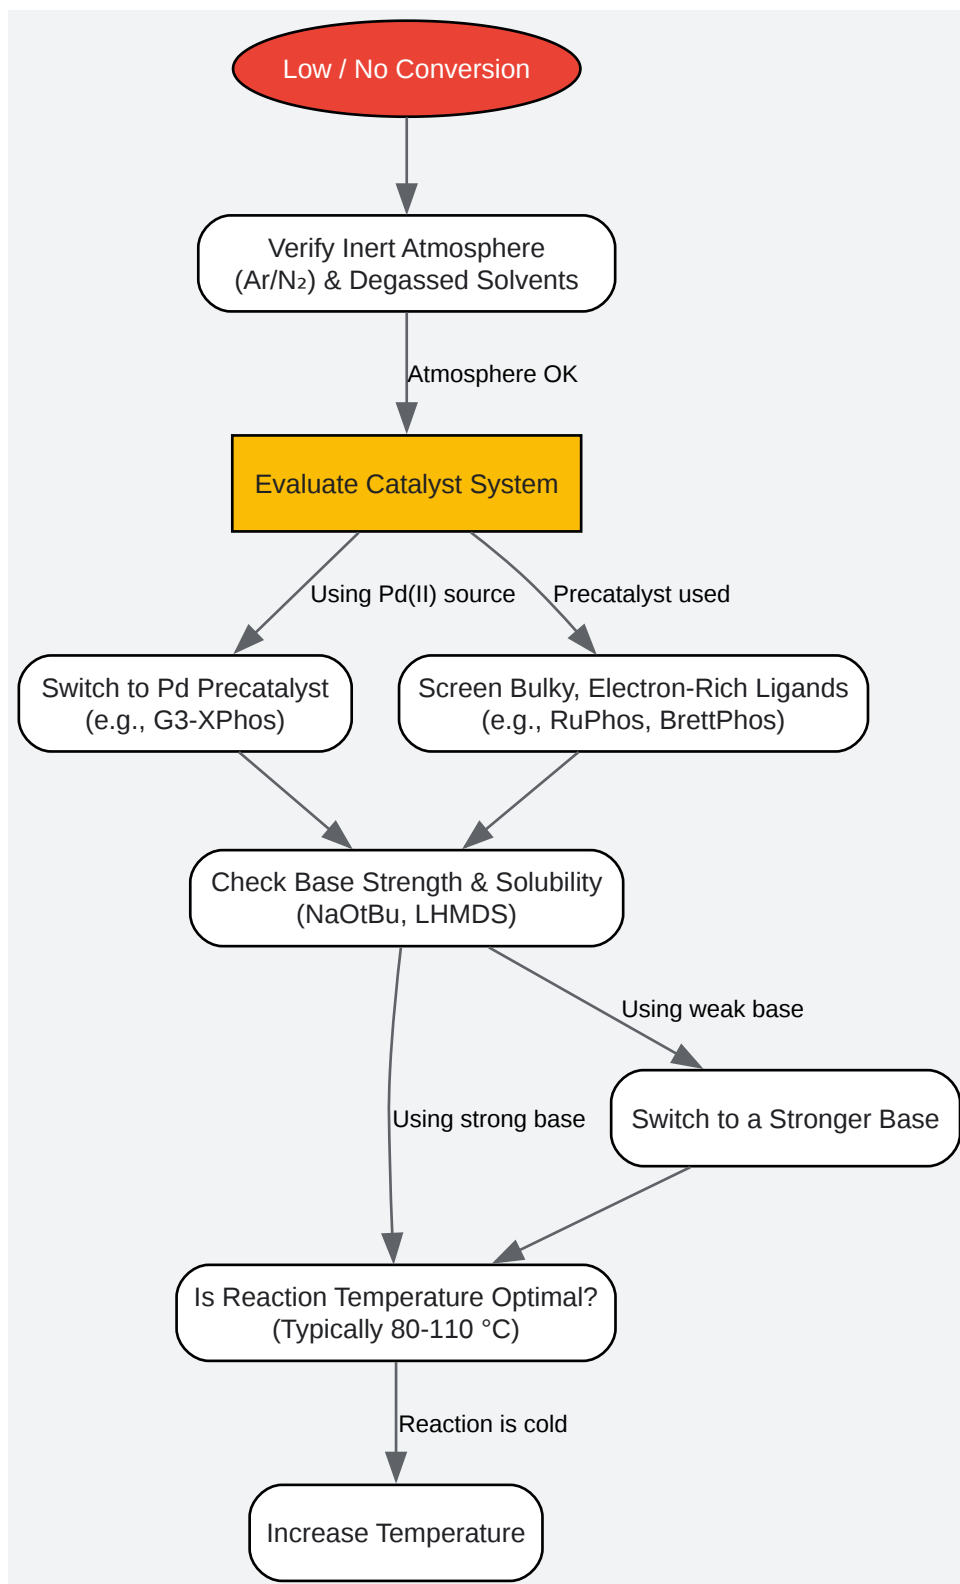 Low / No Conversion
Verify Inert Atmosphere
(Ar/N₂) & Degassed Solvents
Atmosphere OK
Evaluate Catalyst System
Using Pd(II) source
Precatalyst used
Switch to Pd Precatalyst
(e.g., G3-XPhos)
Screen Bulky, Electron-Rich Ligands
(e.g., RuPhos, BrettPhos)
Check Base Strength & Solubility
(NaOtBu, LHMDS)
Using weak base
Using strong base
Switch to a Stronger Base
Is Reaction Temperature Optimal?
(Typically 80-110 °C)
Reaction is cold
Increase Temperature